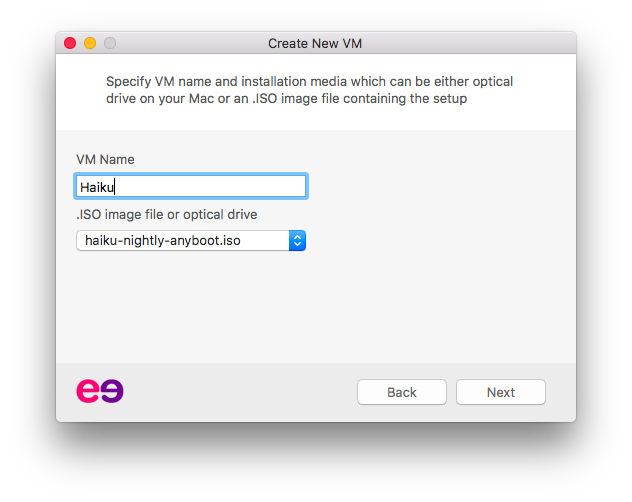 Create New VM
Specify VM name and installation media which can be either optical
drive on your Mac or an .ISO image file containing the setup
VM Name
Haiku
.ISO image file or optical drive
haiku-nightly-anyboot.iso
Back
Next